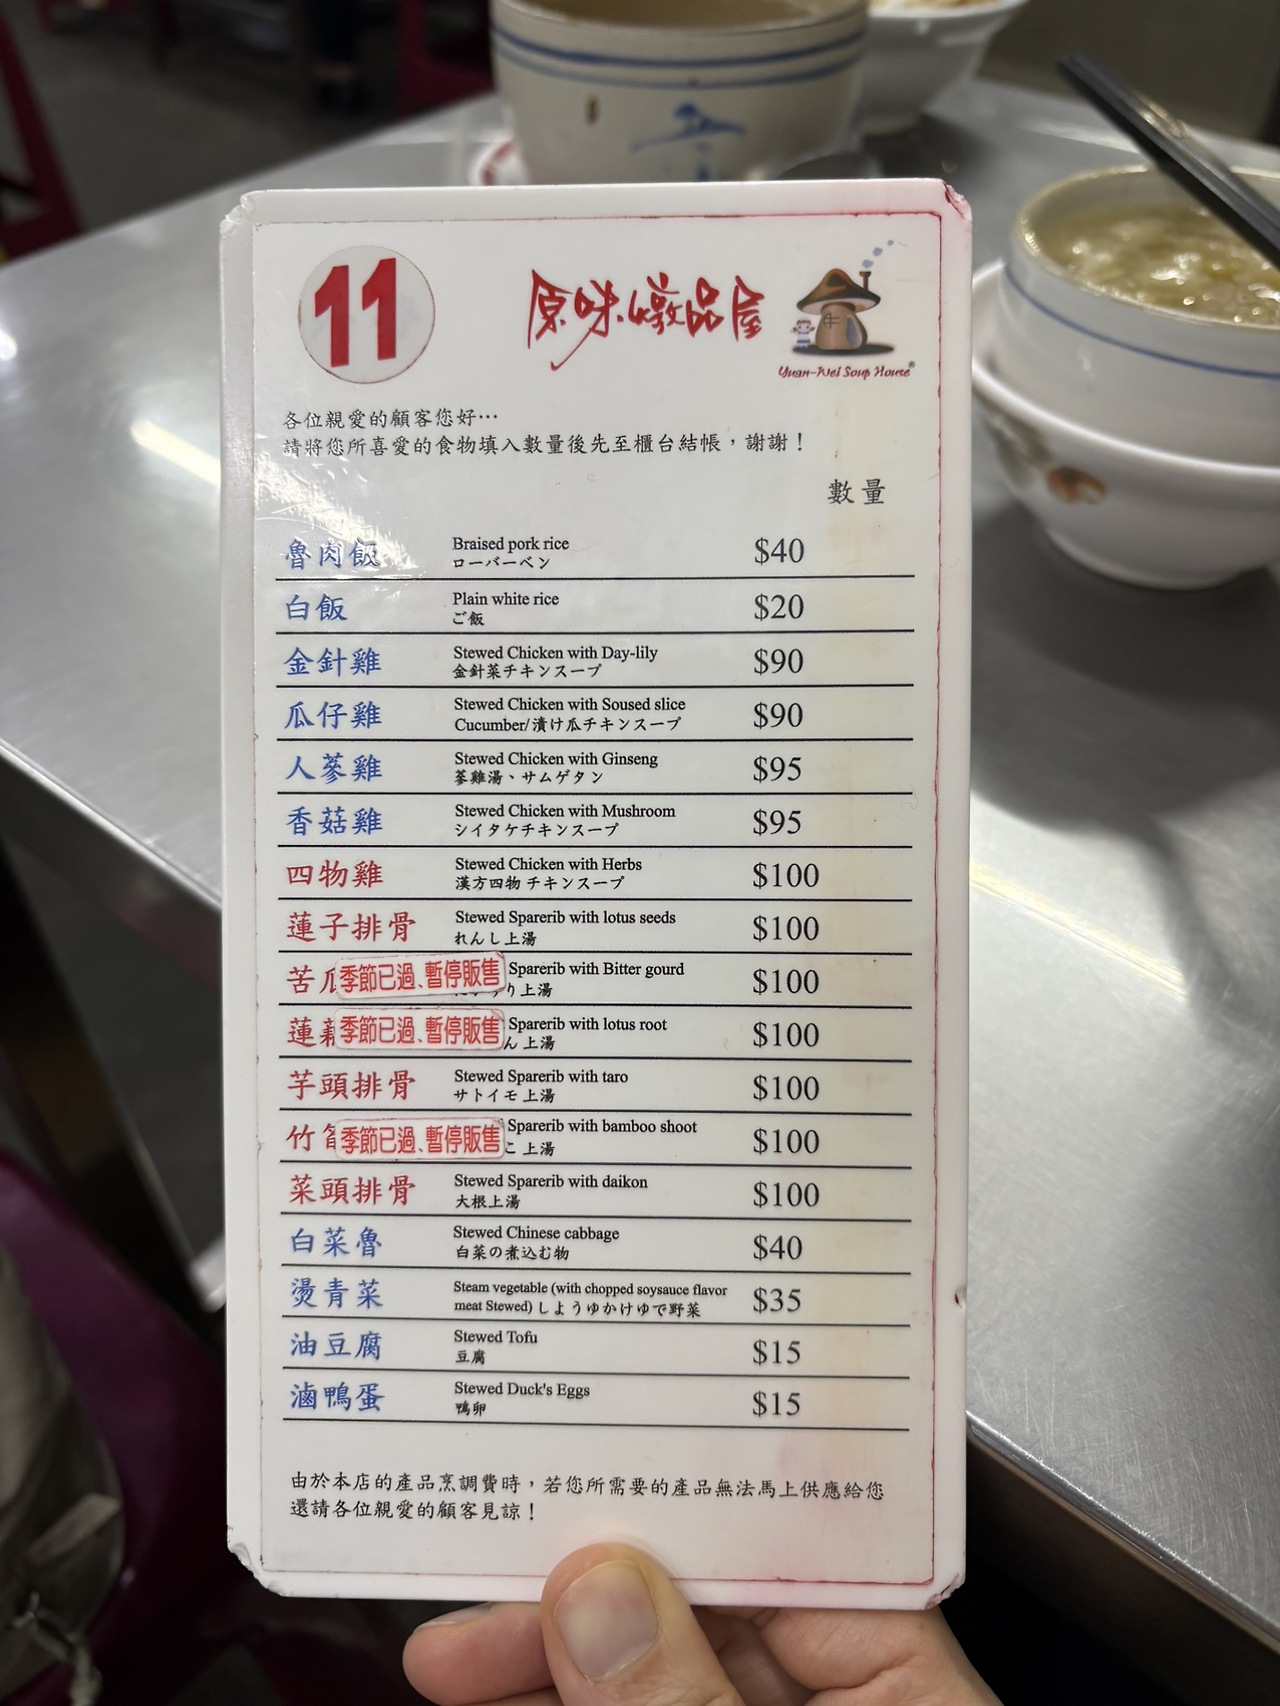 11
原味燉品屋
Yuan-Wei Soup House®
各位親愛的顧客您好…
請將您所喜愛的食物填入數量後先至櫃台結帳，謝謝！
數量
魯肉飯 Braised pork rice $40
ローバーベン
白飯 Plain white rice $20
ご飯
金針雞 Stewed Chicken with Day-lily $90
金針菜チキンスープ
瓜仔雞 Stewed Chicken with Soused slice $90
Cucumber/漬け瓜チキンスープ
人蔘雞 Stewed Chicken with Ginseng $95
蔘雞湯、サムゲタン
香菇雞 Stewed Chicken with Mushroom $95
シイタケチキンスープ
四物雞 Stewed Chicken with Herbs $100
漢方四物 チキンスープ
蓮子排骨 Stewed Sparerib with lotus seeds $100
れんし上湯
苦瓜 季節已過、暫停販售 Sparerib with Bitter gourd $100
り上湯
蓮 季節已過、暫停販售 Sparerib with lotus root $100
ん上湯
芋頭排骨 Stewed Sparerib with taro $100
サトイモ上湯
竹 季節已過、暫停販售 Sparerib with bamboo shoot $100
こ上湯
菜頭排骨 Stewed Sparerib with daikon $100
大根上湯
白菜魯 Stewed Chinese cabbage $40
白菜の煮込む物
燙青菜 Steam vegetable (with chopped soysauce flavor $35
meat Stewed) しようゆかけゆで野菜
油豆腐 Stewed Tofu $15
豆腐
滷鴨蛋 Stewed Duck's Eggs $15
鴨卵
由於本店的產品烹調費時，若您所需要的產品無法馬上供應給您
還請各位親愛的顧客見諒！